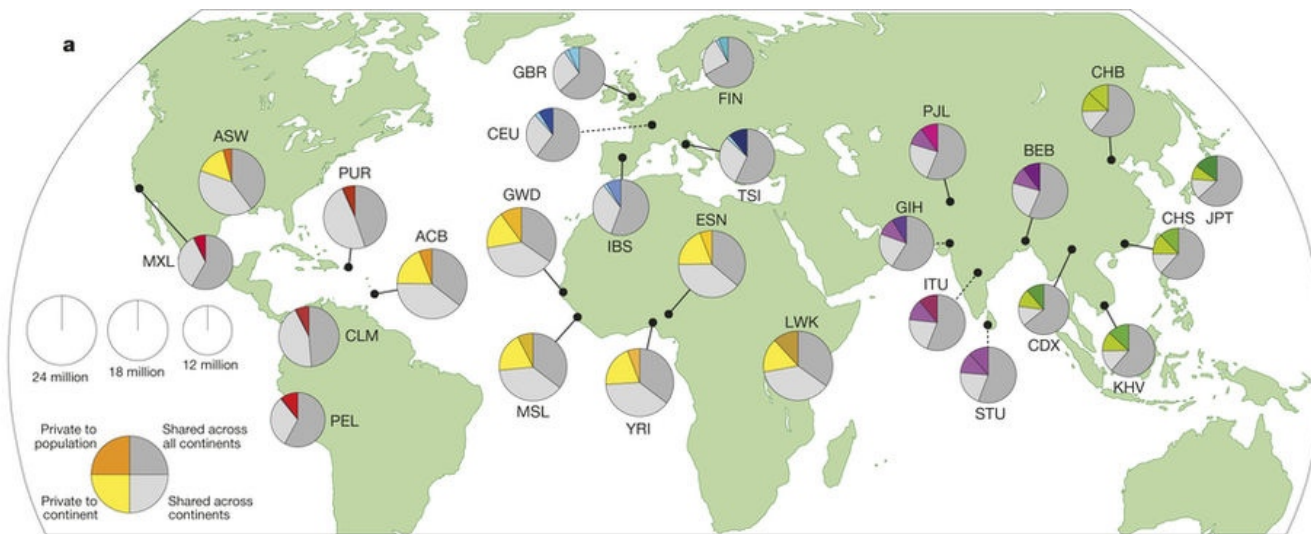 a
GBR
FIN
CHB
CEU
PJL
ASW
BEB
PUR
TSI
GWD
ESN
GIH
JPT
IBS
CHS
ACB
MXL
ITU
LWK
CLM
CDX
24 million
18 million
12 million
KHV
STU
MSL
PEL
YRI
Private to
population
Shared across
all continents
Private to
continent
Shared across
continents